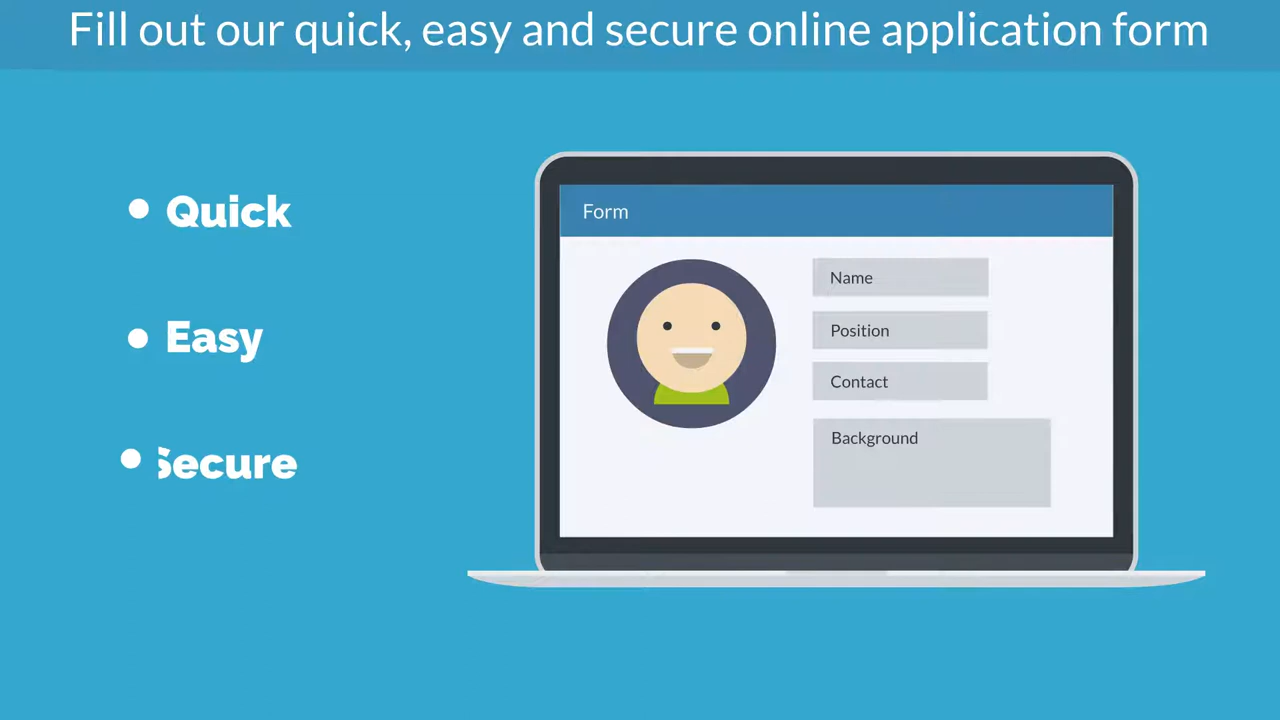 Fill out our quick, easy and secure online application form
• Quick
• Easy
• Secure
Form
Name
Position
Contact
Background